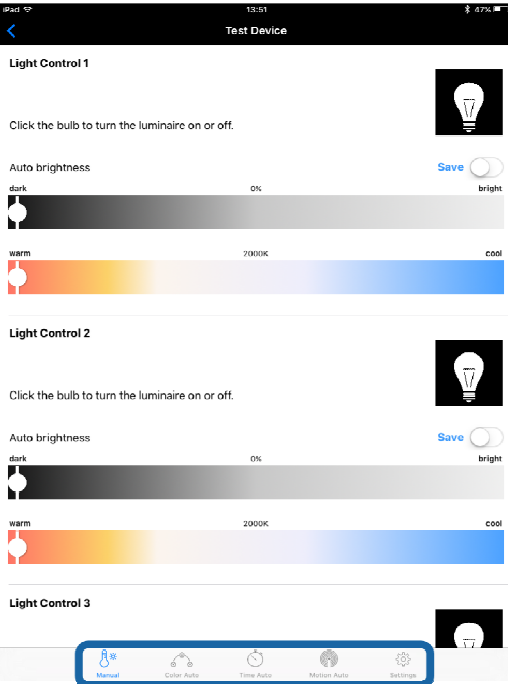 iPad 13:51 47%
Test Device
Light Control 1
Click the bulb to turn the luminaire on or off.
Auto brightness Save
dark 0% bright
warm 2000K cool
Light Control 2
Click the bulb to turn the luminaire on or off.
Auto brightness Save
dark 0% bright
warm 2000K cool
Light Control 3
Manual Color Auto Time Auto Motion Auto Settings